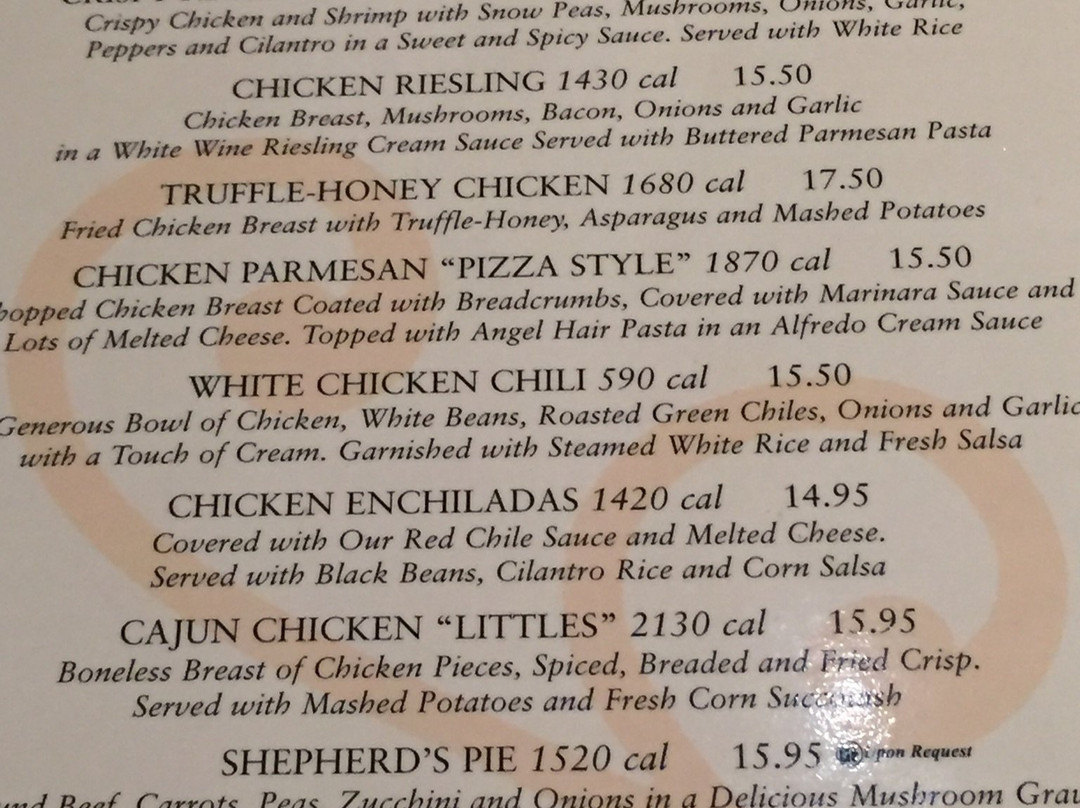 Crispy Chicken and Shrimp with Snow Peas, Mushrooms, Onions, Garlic,
Peppers and Cilantro in a Sweet and Spicy Sauce. Served with White Rice
CHICKEN RIESLING 1430 cal 15.50
Chicken Breast, Mushrooms, Bacon, Onions and Garlic
in a White Wine Riesling Cream Sauce Served with Buttered Parmesan Pasta
TRUFFLE-HONEY CHICKEN 1680 cal 17.50
Fried Chicken Breast with Truffle-Honey, Asparagus and Mashed Potatoes
CHICKEN PARMESAN “PIZZA STYLE” 1870 cal 15.50
hopped Chicken Breast Coated with Breadcrumbs, Covered with Marinara Sauce and
Lots of Melted Cheese. Topped with Angel Hair Pasta in an Alfredo Cream Sauce
WHITE CHICKEN CHILI 590 cal 15.50
Generous Bowl of Chicken, White Beans, Roasted Green Chiles, Onions and Garlic
with a Touch of Cream. Garnished with Steamed White Rice and Fresh Salsa
CHICKEN ENCHILADAS 1420 cal 14.95
Covered with Our Red Chile Sauce and Melted Cheese.
Served with Black Beans, Cilantro Rice and Corn Salsa
CAJUN CHICKEN “LITTLES” 2130 cal 15.95
Boneless Breast of Chicken Pieces, Spiced, Breaded and Fried Crisp.
Served with Mashed Potatoes and Fresh Corn Succotash
SHEPHERD’S PIE 1520 cal 15.95 pon Request
Beef, Carrots, Peas, Zucchini and Onions in a Delicious Mushroom